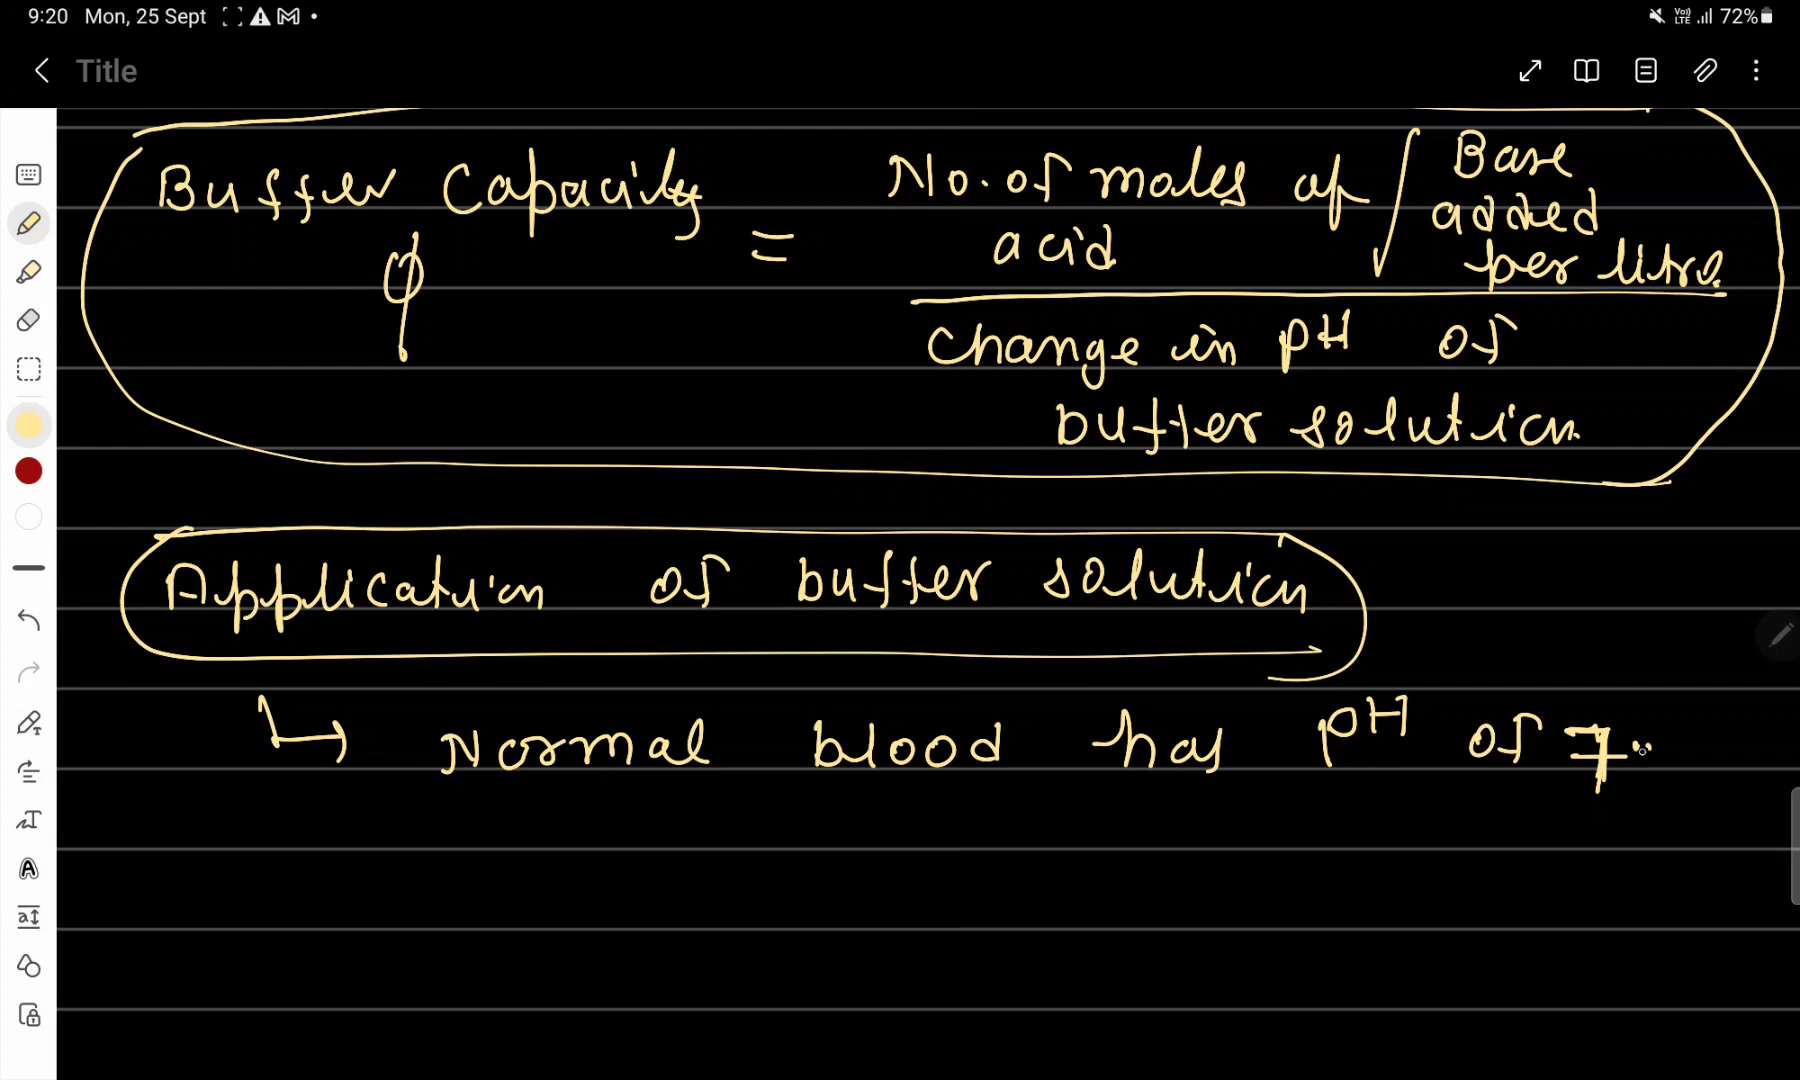 9:20 Mon, 25 Sept
72%
Title
Buffer Capacity = No. of moles of acid / Base added per litre
ϕ
Change in pH of
buffer solution
Application of buffer solution
↳ Normal blood has pH of 7.